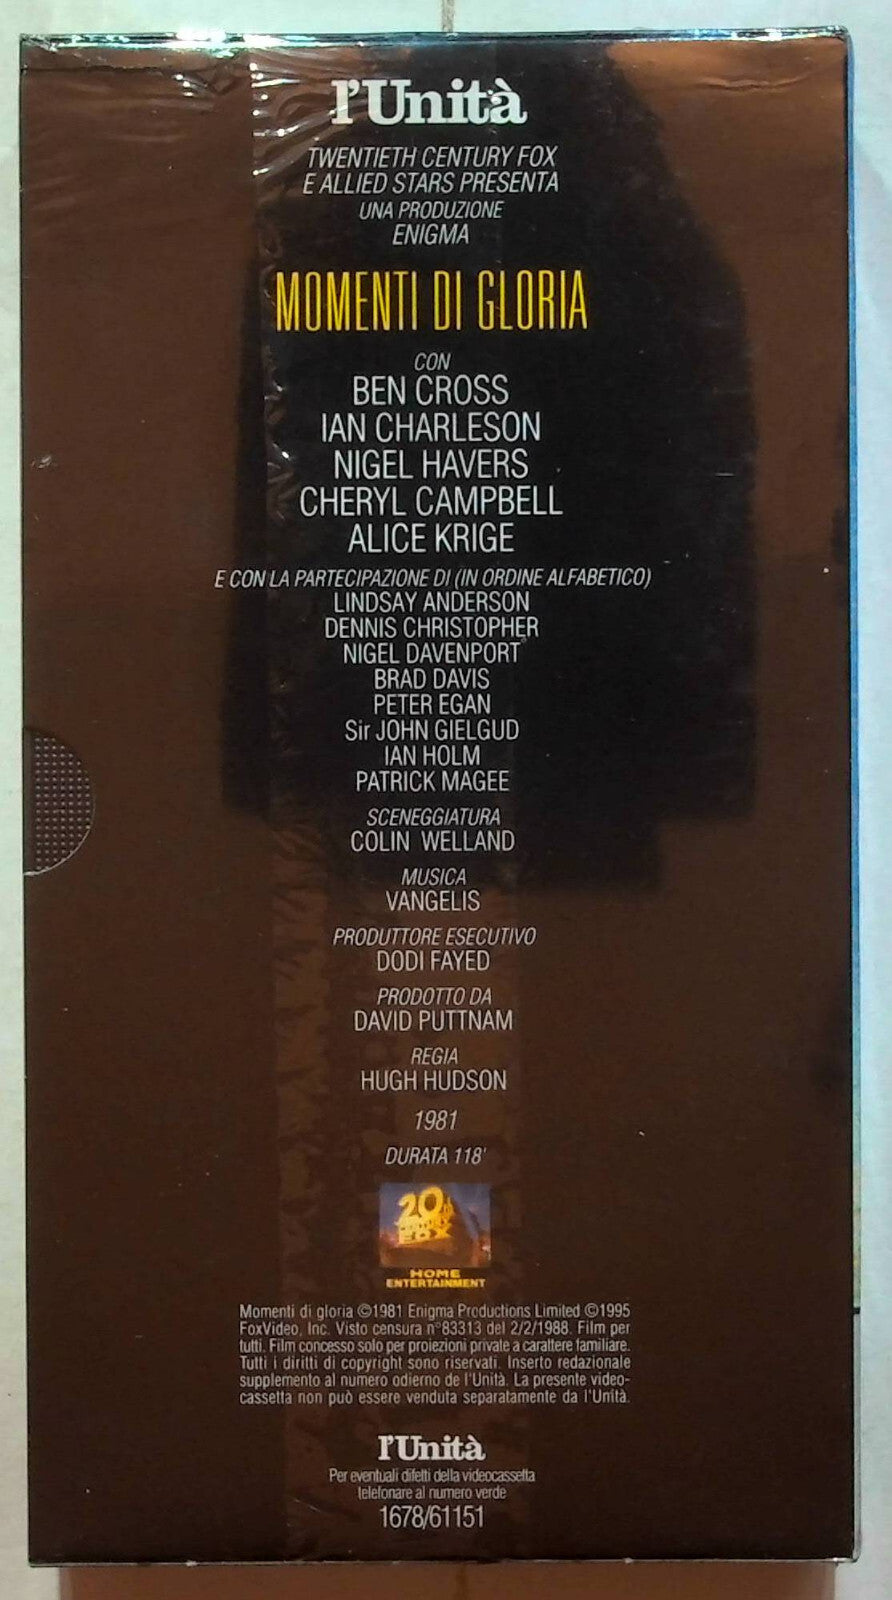 l'Unità
TWENTIETH CENTURY FOX
E ALLIED STARS PRESENTA
UNA PRODUZIONE
ENIGMA
MOMENTI DI GLORIA
CON
BEN CROSS
IAN CHARLESON
NIGEL HAVERS
CHERYL CAMPBELL
ALICE KRIGE
E CON LA PARTECIPAZIONE DI (IN ORDINE ALFABETICO)
LINDSAY ANDERSON
DENNIS CHRISTOPHER
NIGEL DAVENPORT
BRAD DAVIS
PETER EGAN
Sir JOHN GIELGUD
IAN HOLM
PATRICK MAGEE
SCENEGGIATURA
COLIN WELLAND
MUSICA
VANGELIS
PRODUTTORE ESECUTIVO
DODI FAYED
PRODOTTO DA
DAVID PUTTNAM
REGIA
HUGH HUDSON
1981
DURATA 118'
20th
CENTURY
FOX
HOME
ENTERTAINMENT
Momenti di gloria ©1981 Enigma Productions Limited ©1995
FoxVideo, Inc. Visto censura n°83313 del 2/2/1988. Film per
tutti. Film concesso solo per proiezioni private a carattere familiare.
Tutti i diritti di copyright sono riservati. Inserto redazionale
supplemento al numero odierno de l'Unità. La presente video-
cassetta non può essere venduta separatamente da l'Unità.
l'Unità
Per eventuali difetti della videocassetta
telefonare al numero verde
1678/61151